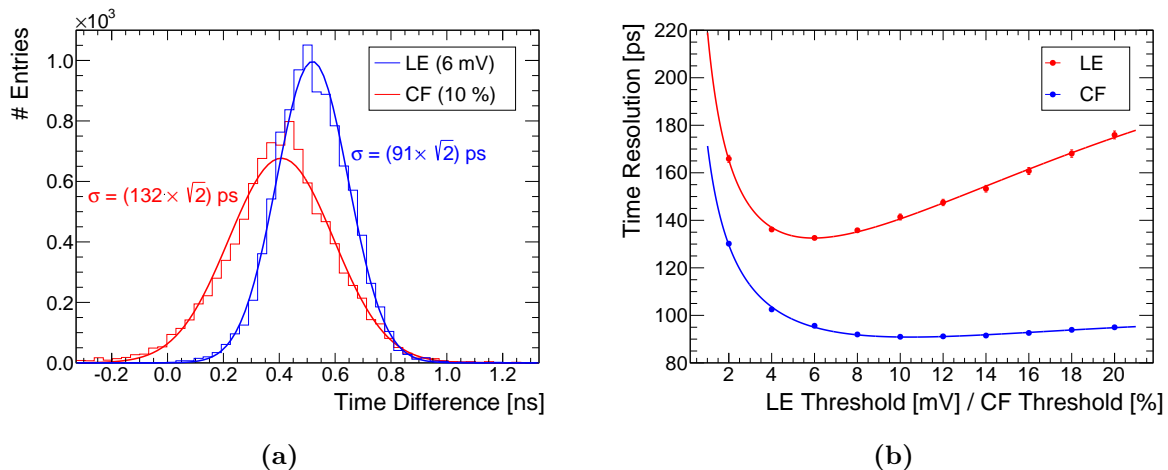 ×10³
# Entries
1.0
0.8
0.6
0.4
0.2
0.0
LE (6 mV)
CF (10 %)
σ = (91× √2) ps
σ = (132 × √2) ps
-0.2 0.0 0.2 0.4 0.6 0.8 1.0 1.2
Time Difference [ns]
(a)
Time Resolution [ps]
220
200
180
160
140
120
100
80
LE
CF
2 4 6 8 10 12 14 16 18 20
LE Threshold [mV] / CF Threshold [%]
(b)